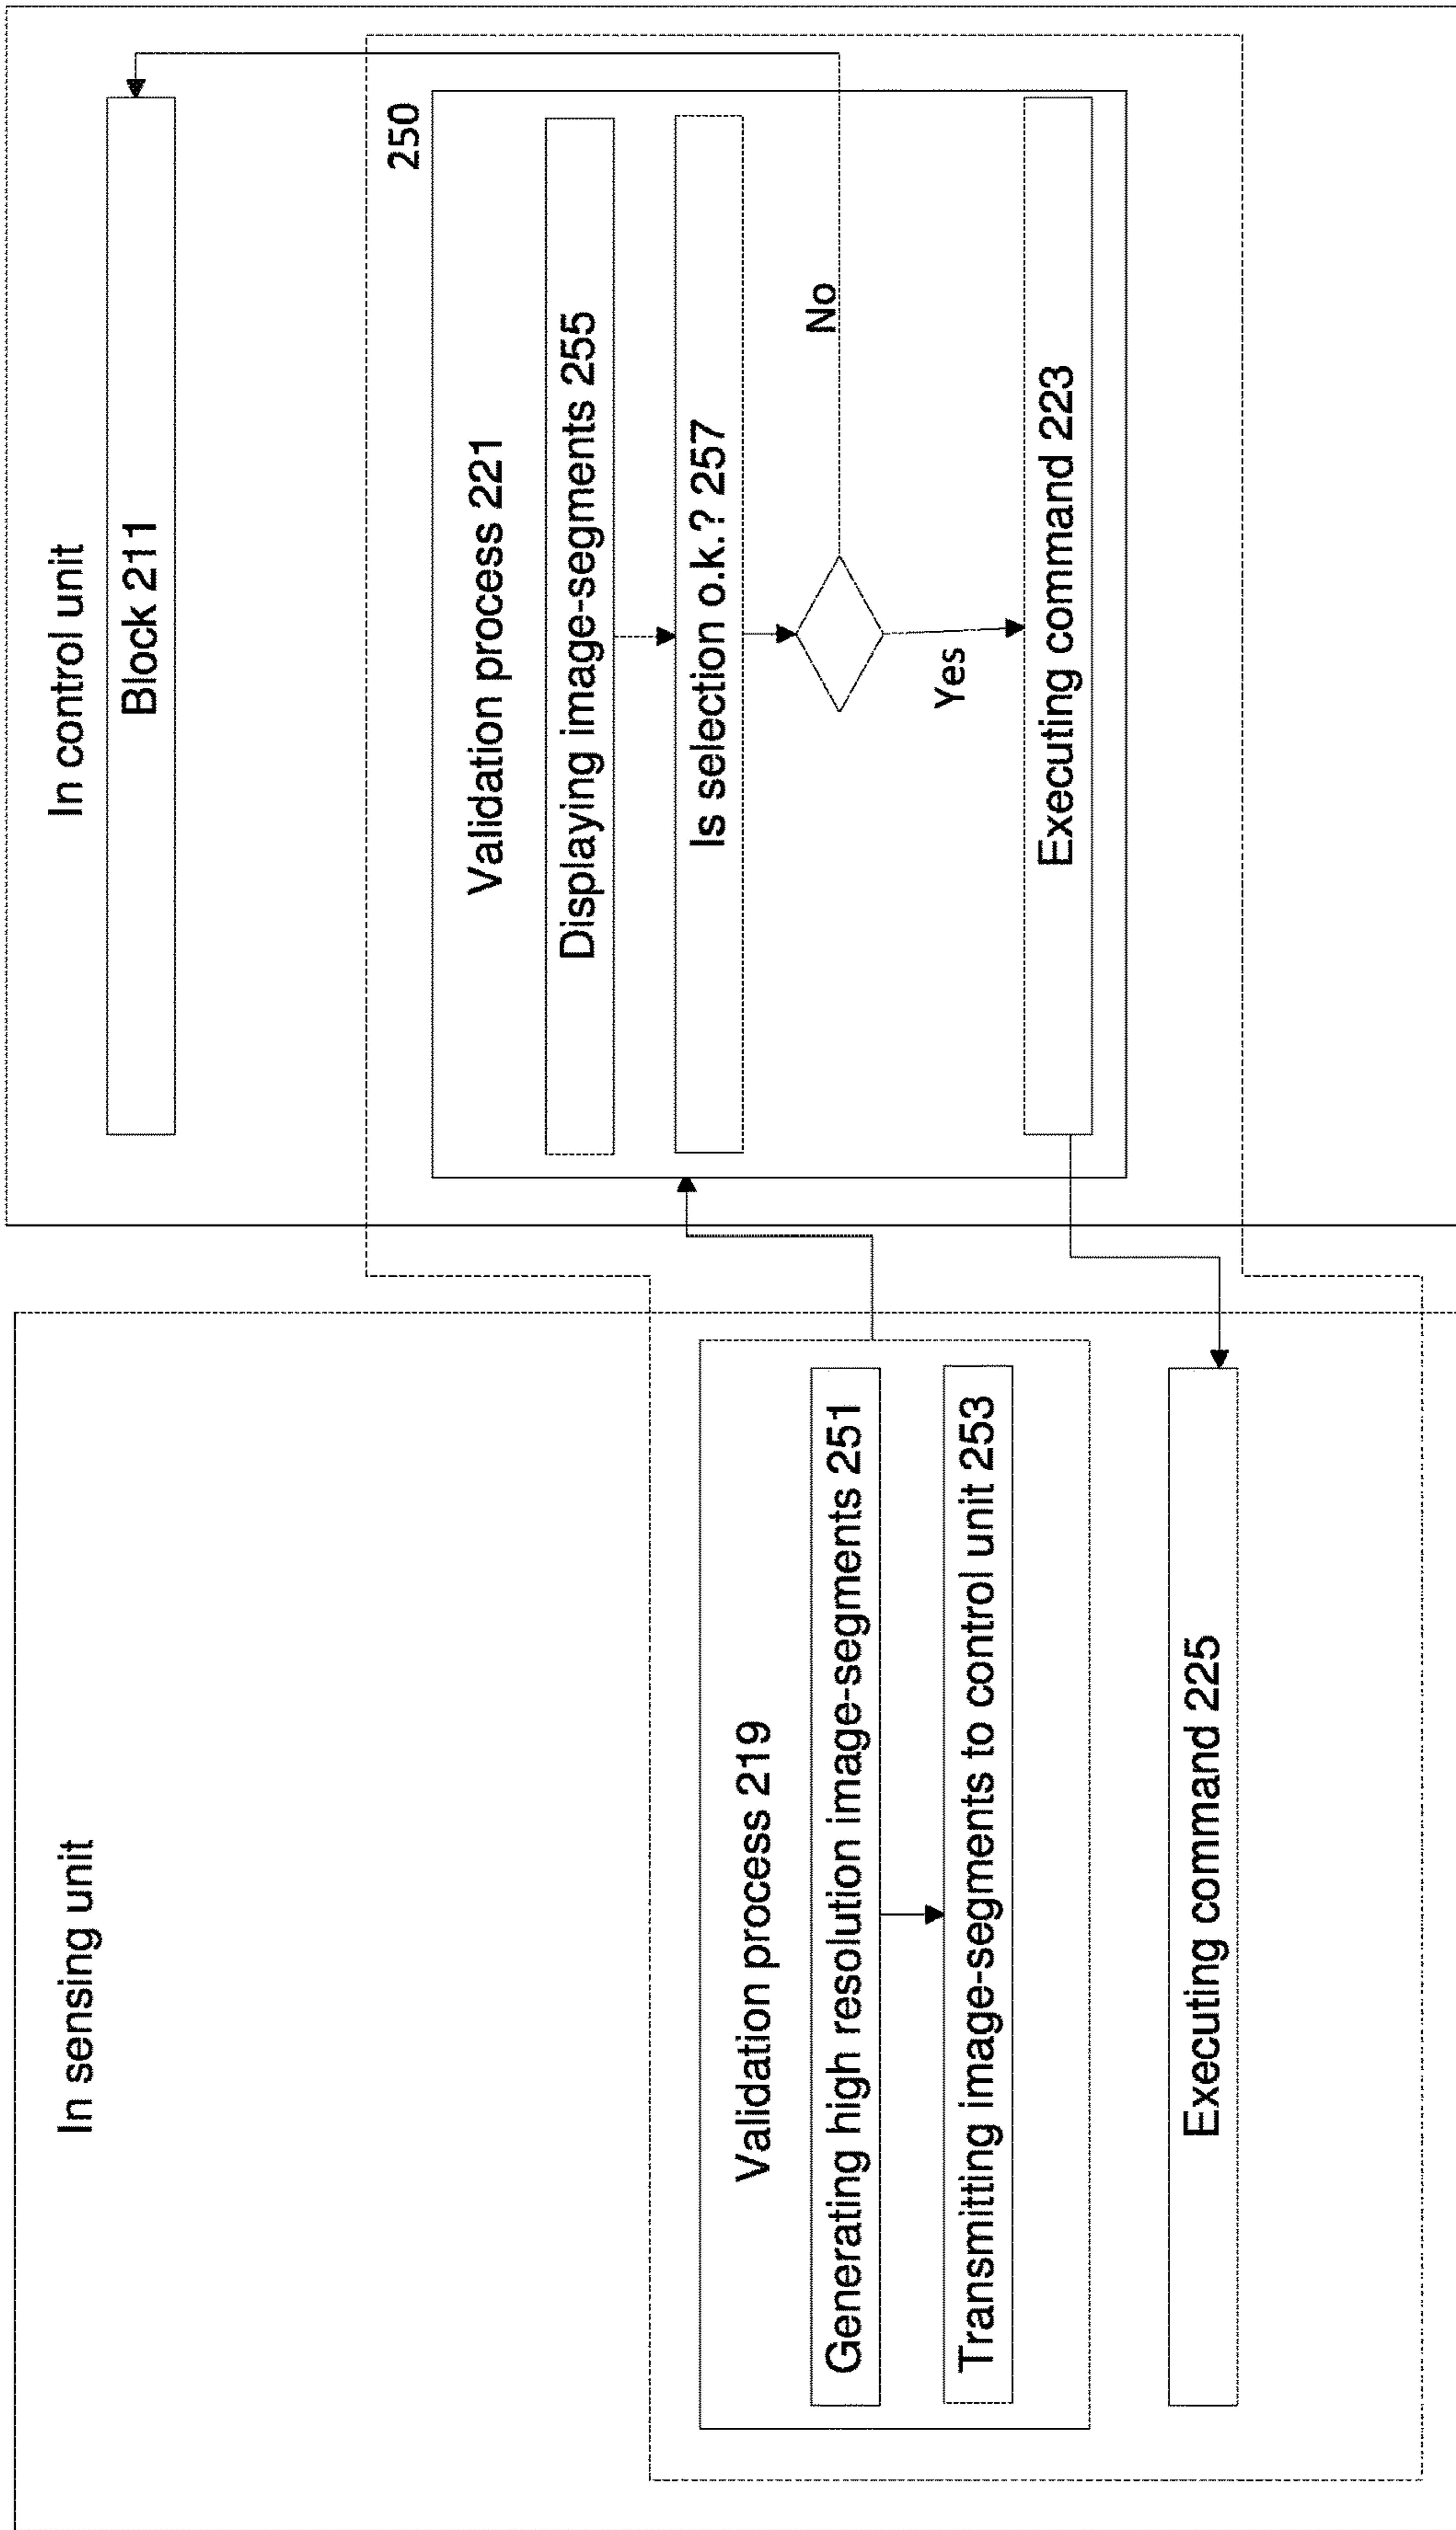 In sensing unit
Validation process 219
Generating high resolution image-segments 251
Transmitting image-segments to control unit 253
Executing command 225
In control unit
Block 211
250
Validation process 221
Displaying image-segments 255
Is selection o.k.? 257
No
Yes
Executing command 223